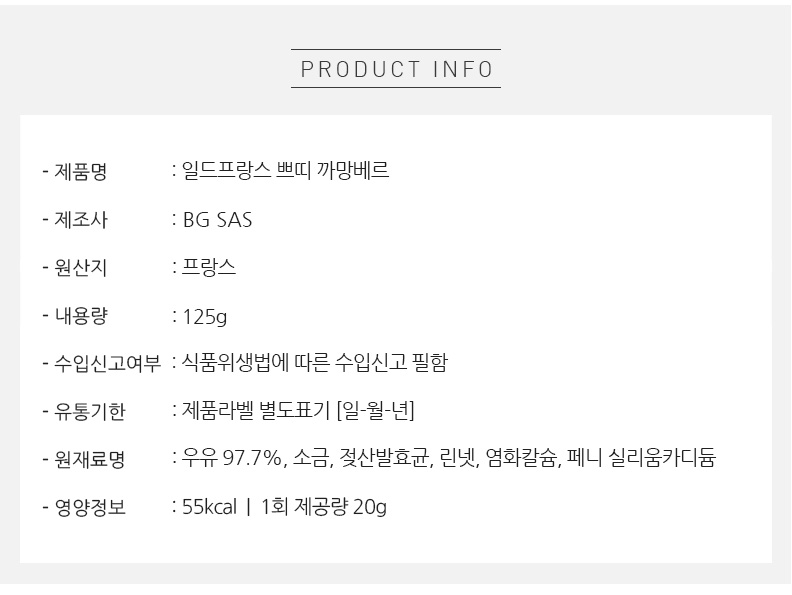 PRODUCT INFO
- 제품명 : 일드프랑스 쁘띠 까망베르
- 제조사 : BG SAS
- 원산지 : 프랑스
- 내용량 : 125g
- 수입신고여부 : 식품위생법에 따른 수입신고 필함
- 유통기한 : 제품라벨 별도표기 [일-월-년]
- 원재료명 : 우유 97.7%, 소금, 젖산발효균, 린넷, 염화칼슘, 페니 실리움카디듐
- 영양정보 : 55kcal | 1회 제공량 20g